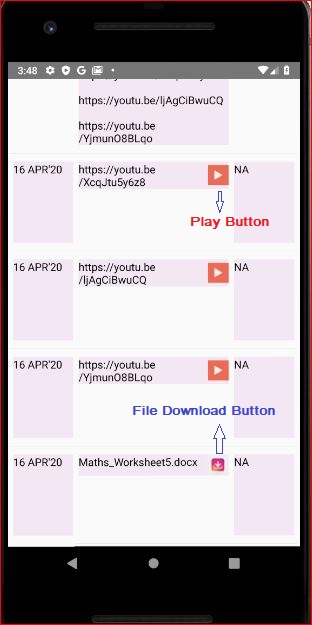 3:48
https://youtu.be/ljAgCiBwuCQ
https://youtu.be
/YjmunO8BLqo
16 APR'20
https://youtu.be
/XcqJtu5y6z8
NA
Play Button
16 APR'20
https://youtu.be
/ljAgCiBwuCQ
NA
16 APR'20
https://youtu.be
/YjmunO8BLqo
NA
File Download Button
16 APR'20
Maths_Worksheet5.docx
NA